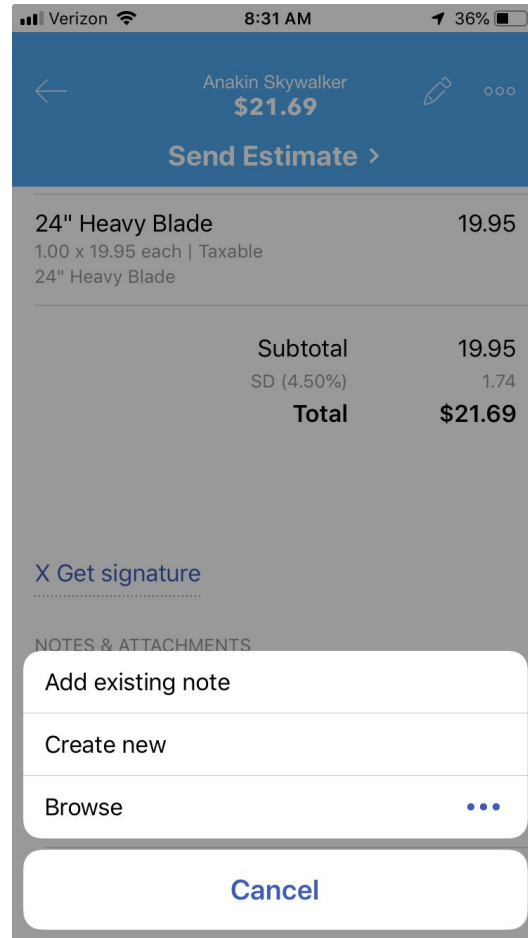 Verizon 8:31 AM 36%
Anakin Skywalker
$21.69
Send Estimate >
24" Heavy Blade 19.95
1.00 x 19.95 each | Taxable
24" Heavy Blade
Subtotal 19.95
SD (4.50%) 1.74
Total $21.69
X Get signature
NOTES & ATTACHMENTS
Add existing note
Create new
Browse
Cancel